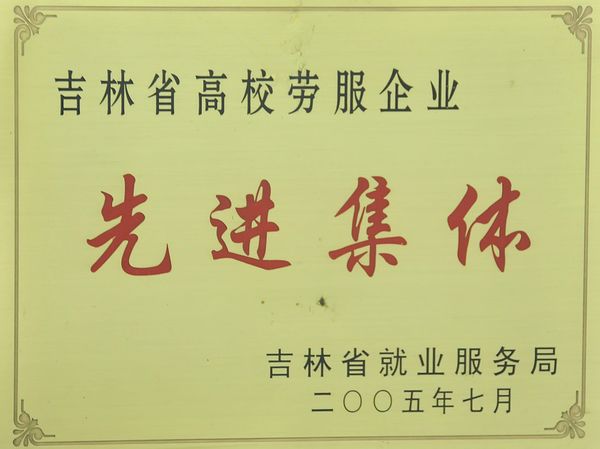 吉林省高校劳服企业
先进集体
吉林省就业服务局
二〇〇五年七月